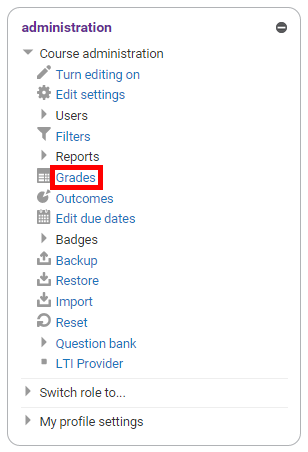 administration
Course administration
Turn editing on
Edit settings
Users
Filters
Reports
Grades
Outcomes
Edit due dates
Badges
Backup
Restore
Import
Reset
Question bank
LTI Provider
Switch role to...
My profile settings